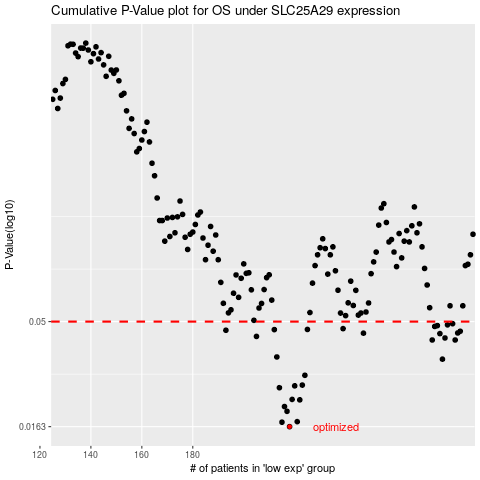 Cumulative P-Value plot for OS under SLC25A29 expression
P-Value(log10)
0.05
0.0163
optimized
120 140 160 180
# of patients in 'low exp' group